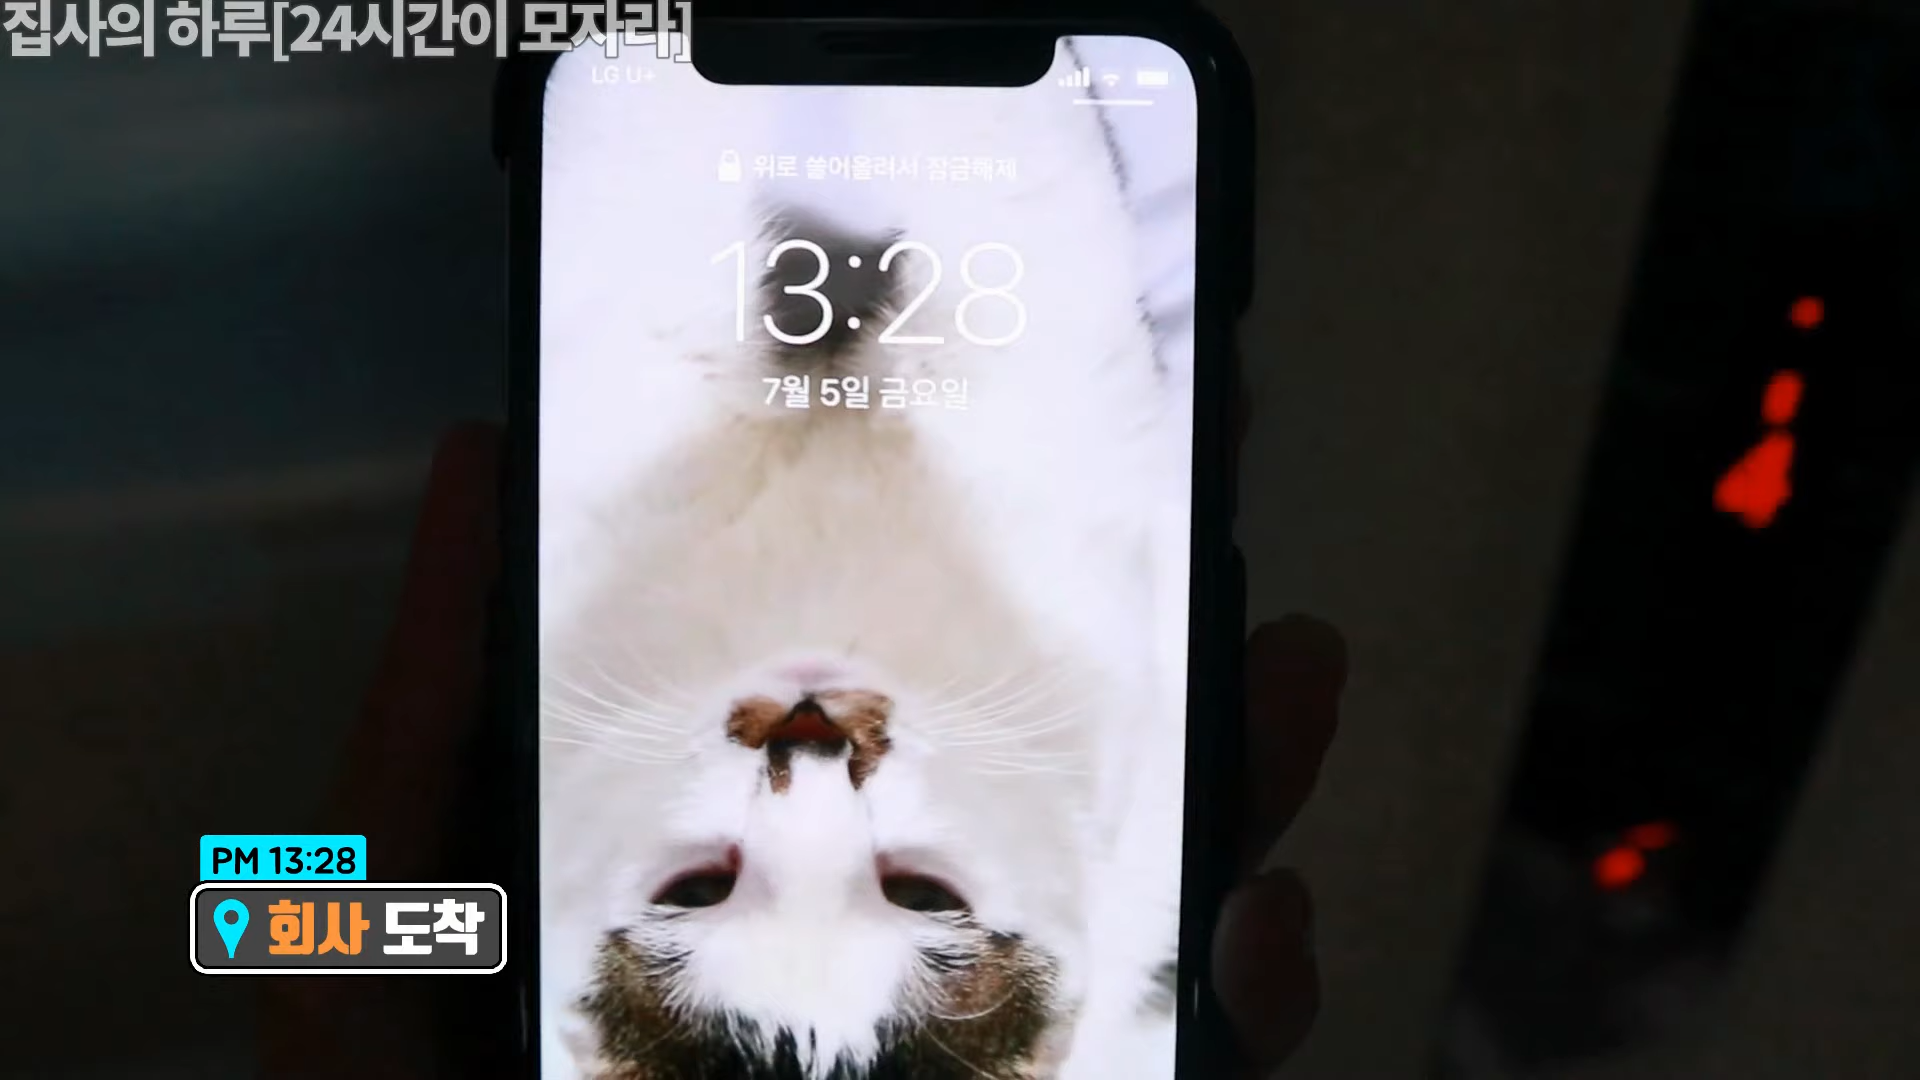 집사의 하루[24시간이 모자라]
LG U+
위로 쓸어올려서 잠금해제
13:28
7월 5일 금요일
PM 13:28
회사 도착